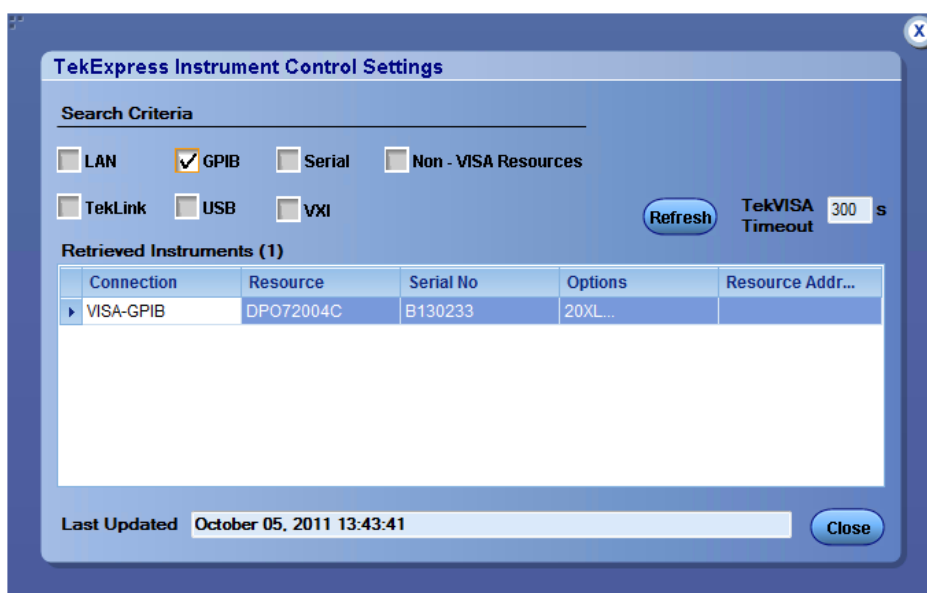 X
TekExpress Instrument Control Settings
Search Criteria
LAN GPIB Serial Non - VISA Resources
TekLink USB VXI
Refresh TekVISA Timeout 300 s
Retrieved Instruments (1)
Connection Resource Serial No Options Resource Addr...
VISA-GPIB DPO72004C B130233 20XL...
Last Updated October 05, 2011 13:43:41 Close